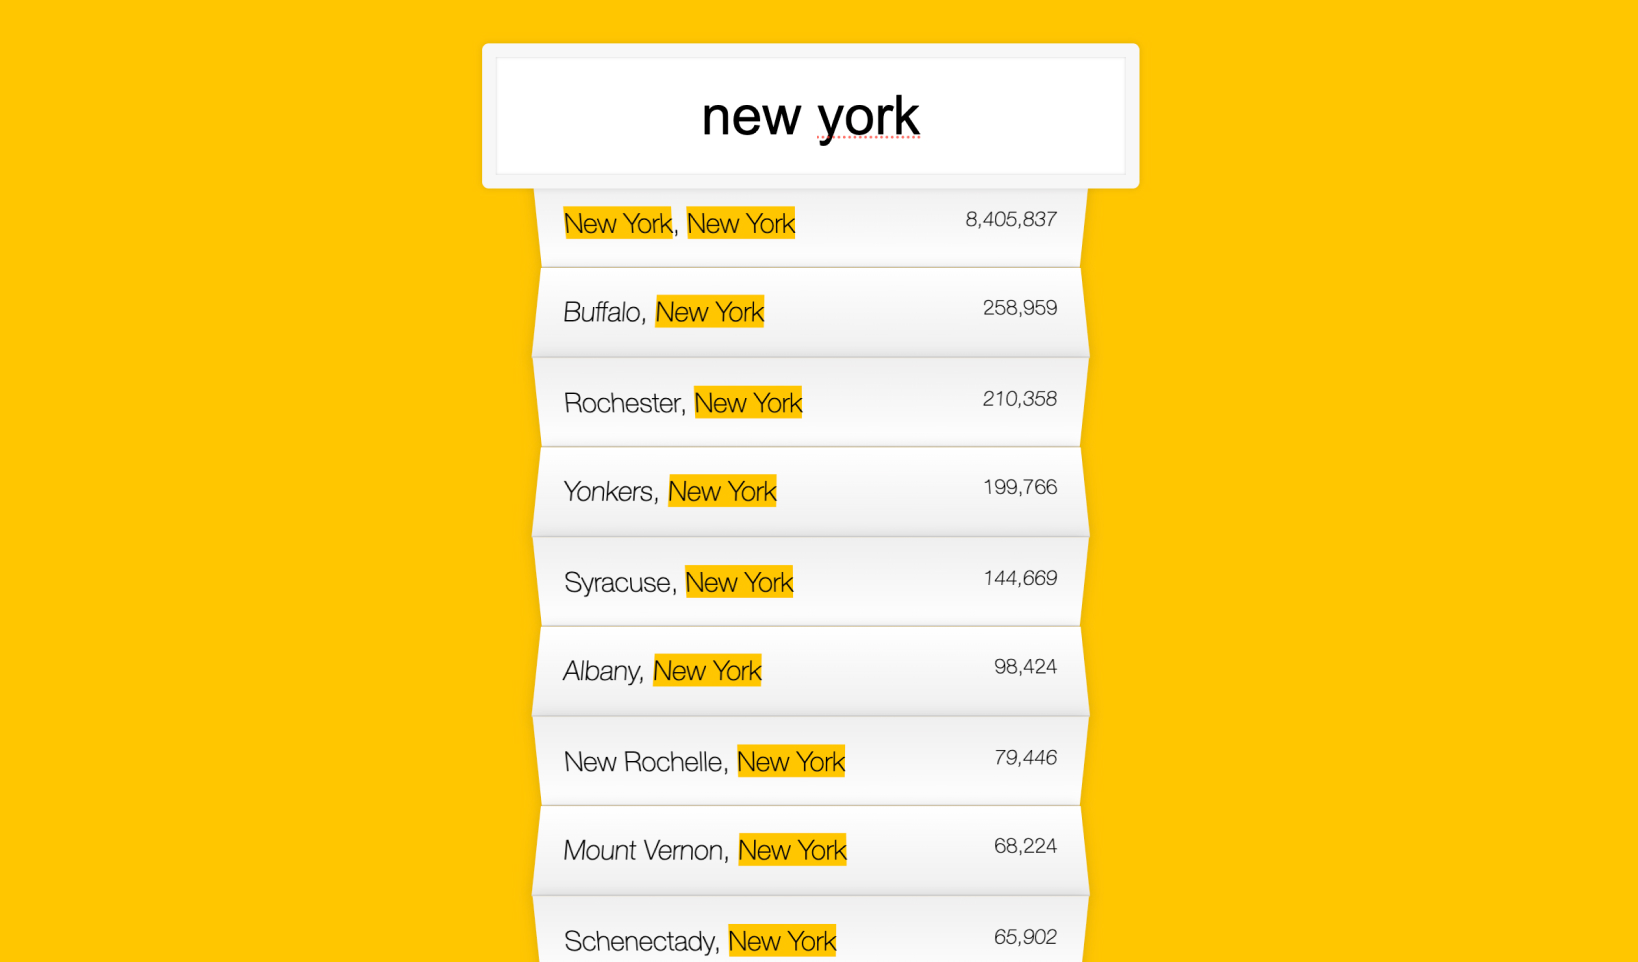 new york
New York, New York 8,405,837
Buffalo, New York 258,959
Rochester, New York 210,358
Yonkers, New York 199,766
Syracuse, New York 144,669
Albany, New York 98,424
New Rochelle, New York 79,446
Mount Vernon, New York 68,224
Schenectady, New York 65,902